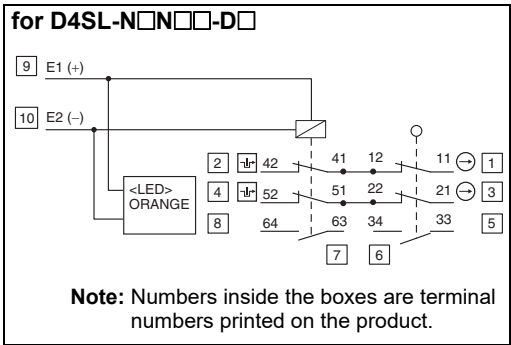 for D4SL-N□N□□-D□
9 E1 (+)
10 E2 (−)
2 42 41 12 11 1
<LED>
ORANGE
4 52 51 22 21 3
8 64 63 34 33 5
7 6
Note: Numbers inside the boxes are terminal
numbers printed on the product.